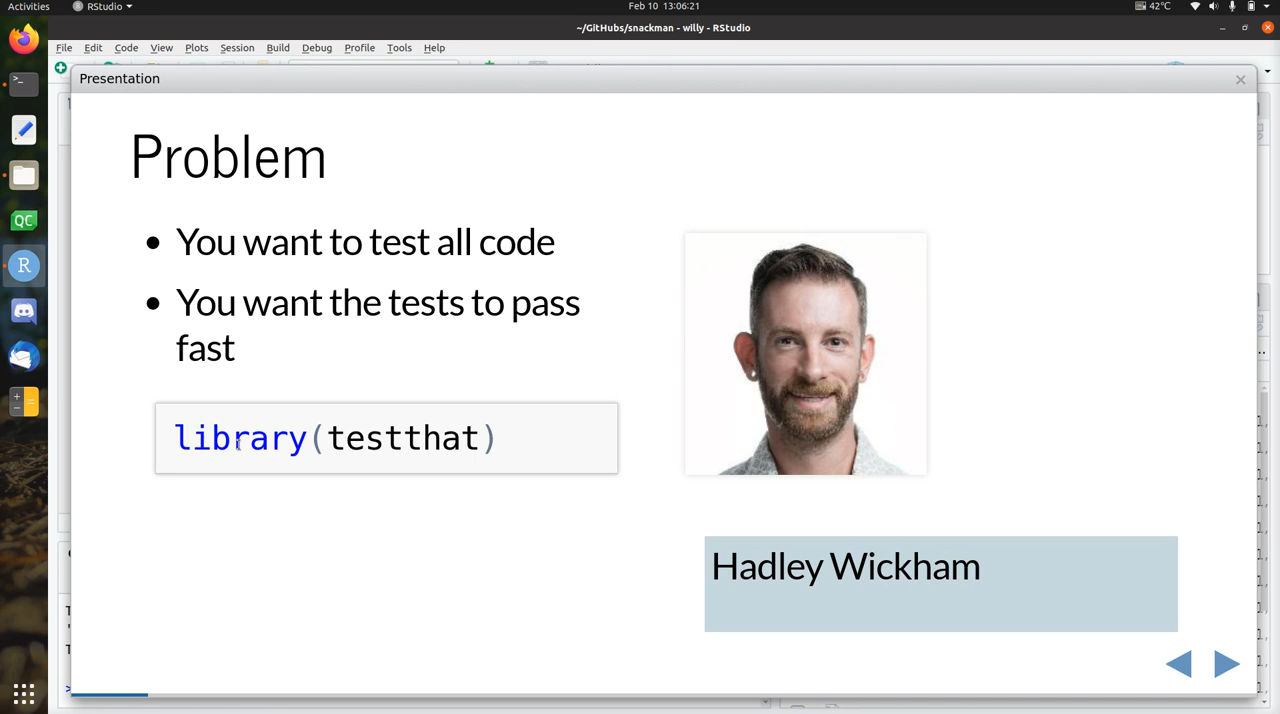 Activities
RStudio
Feb 10 13:06:21
42°C
~/GitHubs/snackman - willy - RStudio
File Edit Code View Plots Session Build Debug Profile Tools Help
Presentation
Problem
• You want to test all code
• You want the tests to pass
fast
library(testthat)
Hadley Wickham
QC
R